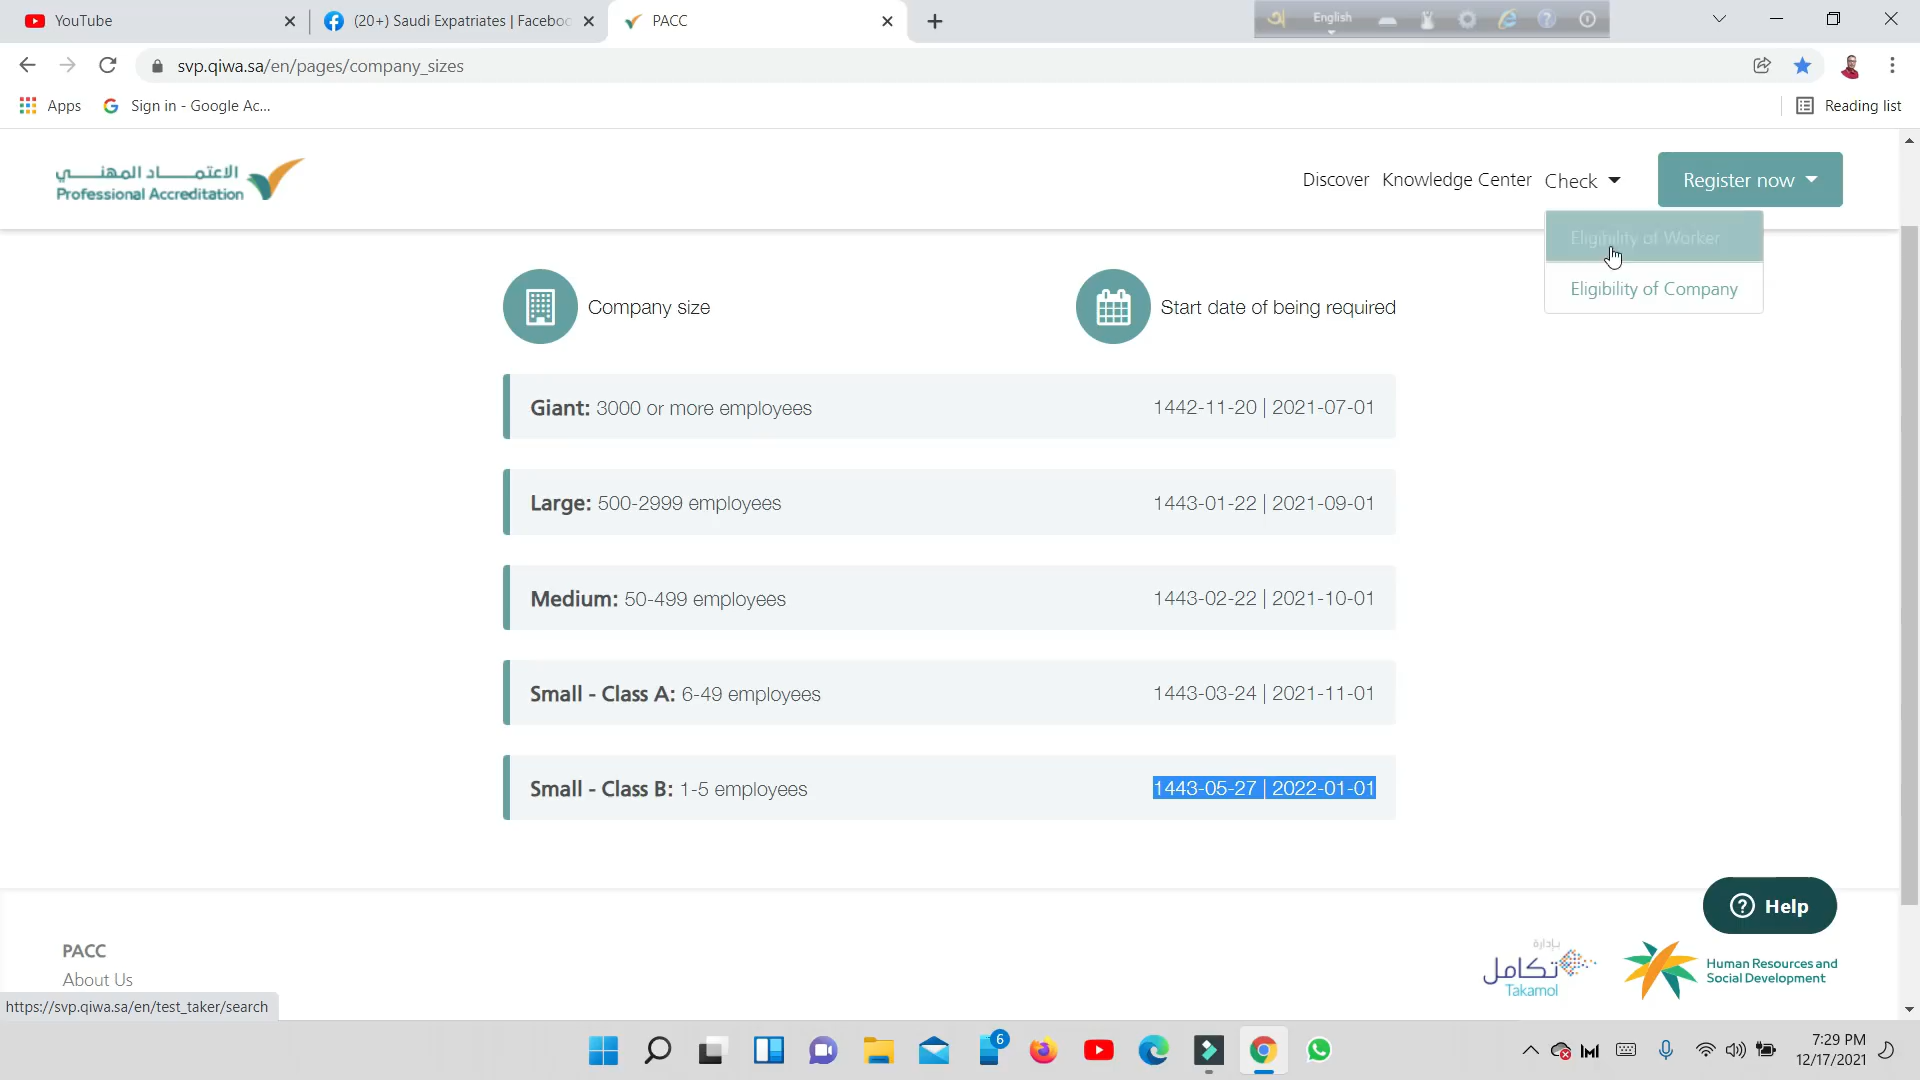 YouTube
(20+) Saudi Expatriates | Faceboo
PACC
English
svp.qiwa.sa/en/pages/company_sizes
Apps
Sign in - Google Ac...
Reading list
الاعتماد المهني
Professional Accreditation
Discover
Knowledge Center
Check
Register now
Eligibility of Worker
Eligibility of Company
Company size
Start date of being required
Giant: 3000 or more employees
1442-11-20 | 2021-07-01
Large: 500-2999 employees
1443-01-22 | 2021-09-01
Medium: 50-499 employees
1443-02-22 | 2021-10-01
Small - Class A: 6-49 employees
1443-03-24 | 2021-11-01
Small - Class B: 1-5 employees
1443-05-27 | 2022-01-01
Help
PACC
About Us
بإدارة
تكامل
Takamol
Human Resources and
Social Development
https://svp.qiwa.sa/en/test_taker/search
6
7:29 PM
12/17/2021